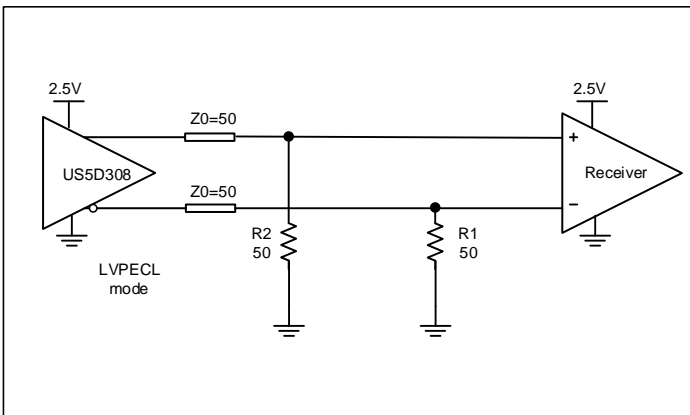 2.5V
Z0=50
2.5V
US5D308
+
Receiver
Z0=50
−
R2
50
R1
50
LVPECL
mode